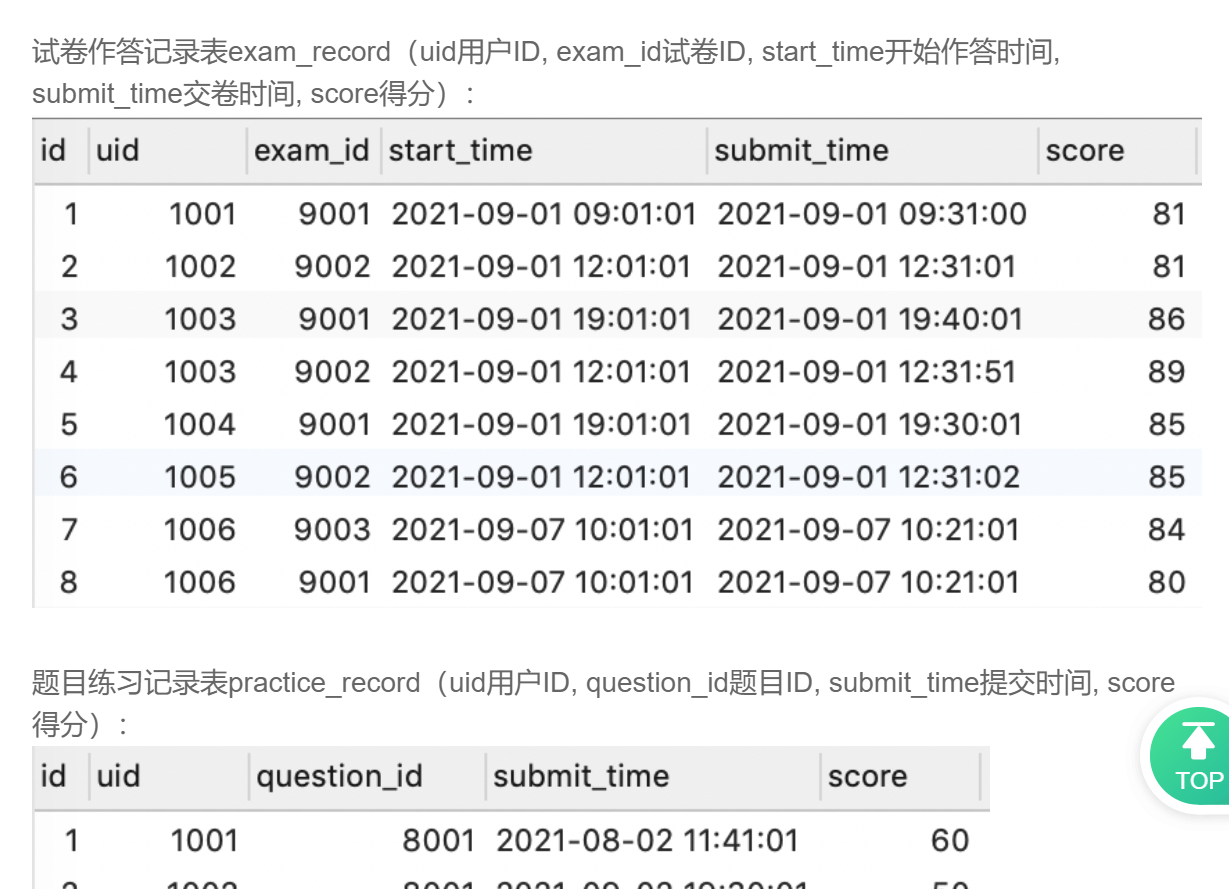 试卷作答记录表exam_record（uid用户ID, exam_id试卷ID, start_time开始作答时间,
submit_time交卷时间, score得分）：
id uid exam_id start_time submit_time score
1 1001 9001 2021-09-01 09:01:01 2021-09-01 09:31:00 81
2 1002 9002 2021-09-01 12:01:01 2021-09-01 12:31:01 81
3 1003 9001 2021-09-01 19:01:01 2021-09-01 19:40:01 86
4 1003 9002 2021-09-01 12:01:01 2021-09-01 12:31:51 89
5 1004 9001 2021-09-01 19:01:01 2021-09-01 19:30:01 85
6 1005 9002 2021-09-01 12:01:01 2021-09-01 12:31:02 85
7 1006 9003 2021-09-07 10:01:01 2021-09-07 10:21:01 84
8 1006 9001 2021-09-07 10:01:01 2021-09-07 10:21:01 80
题目练习记录表practice_record（uid用户ID, question_id题目ID, submit_time提交时间, score
得分）：
TOP
id uid question_id submit_time score
1 1001 8001 2021-08-02 11:41:01 60